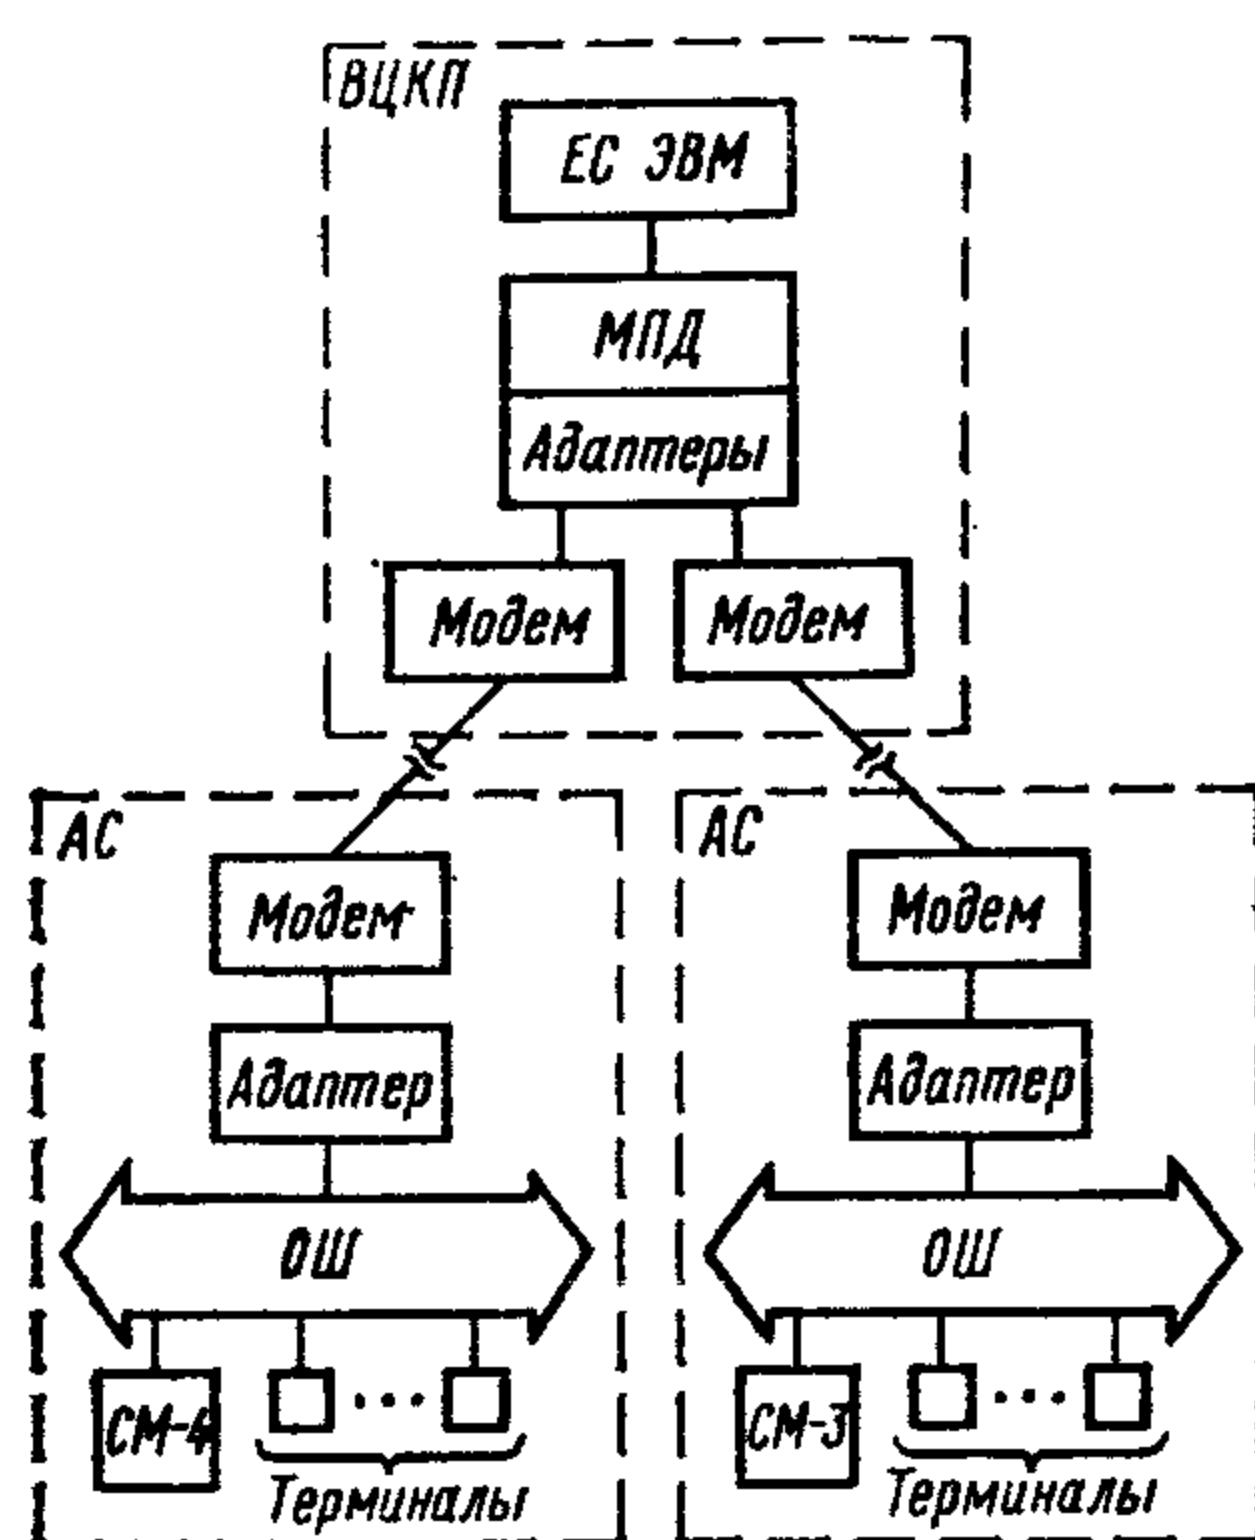 ВЦКП
ЕС ЭВМ
МПД
Адаптеры
Модем Модем
АС
Модем
Адаптер
ОШ
СМ-4
...
Терминалы
АС
Модем
Адаптер
ОШ
СМ-3
...
Терминалы